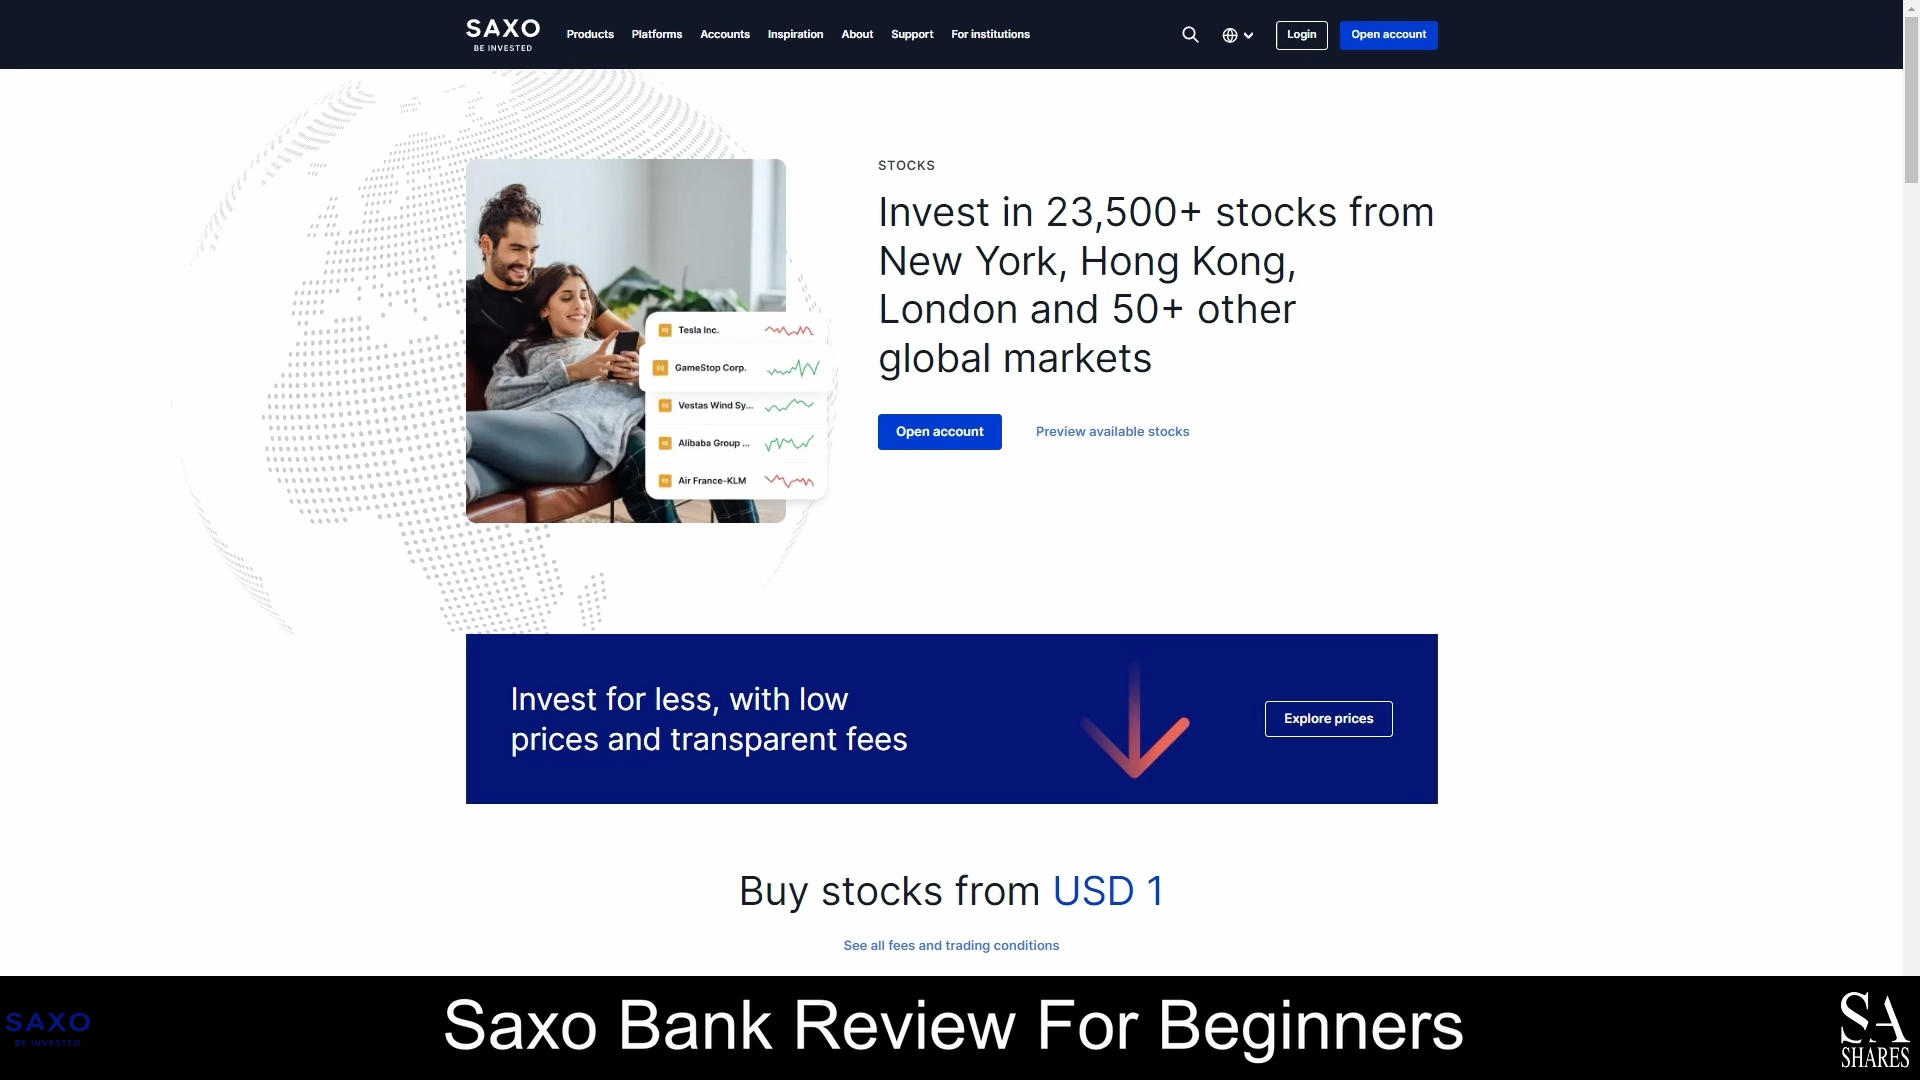 SAXO
BE INVESTED
Products Platforms Accounts Inspiration About Support For institutions
Login
Open account
STOCKS
Invest in 23,500+ stocks from
New York, Hong Kong,
London and 50+ other
global markets
Open account
Preview available stocks
Tesla Inc.
GameStop Corp.
Vestas Wind Sy...
Alibaba Group ...
Air France-KLM
Invest for less, with low
prices and transparent fees
Explore prices
Buy stocks from USD 1
See all fees and trading conditions
SAXO
BE INVESTED
Saxo Bank Review For Beginners
SA
SHARES